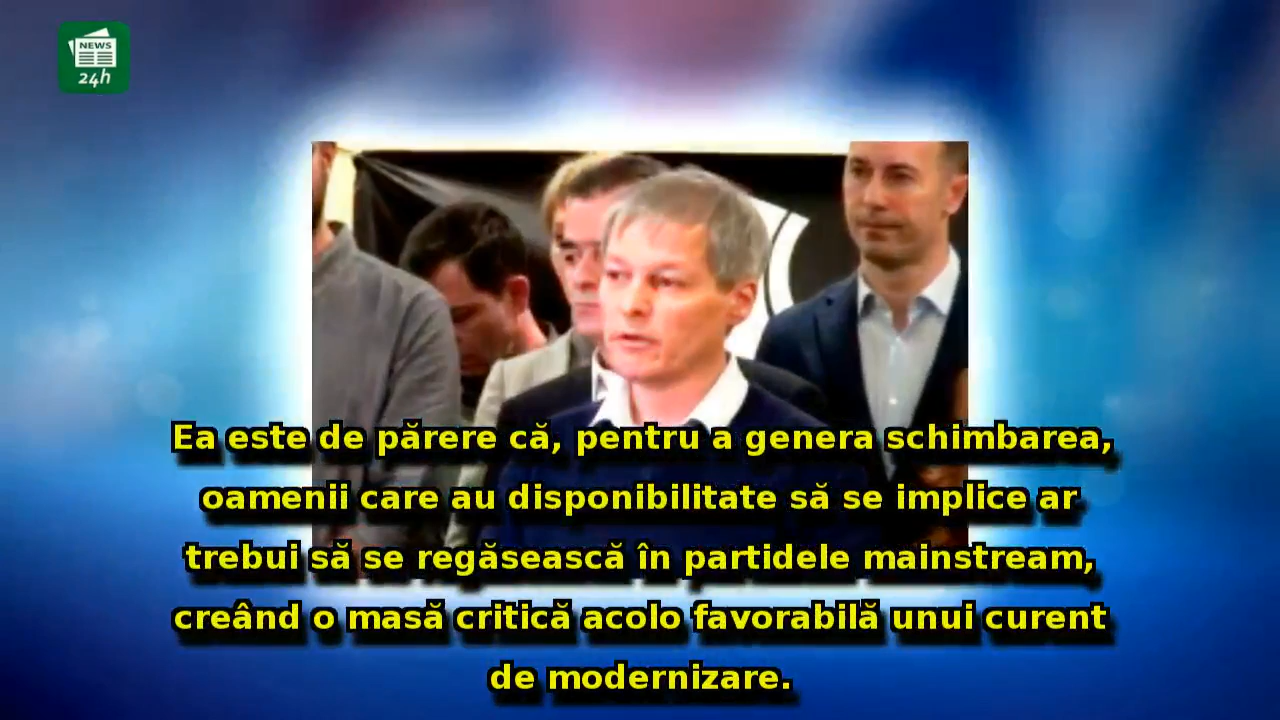 NEWS
24h
Ea este de părere că, pentru a genera schimbarea,
oamenii care au disponibilitate să se implice ar
trebui să se regăsească în partidele mainstream,
creând o masă critică acolo favorabilă unui curent
de modernizare.